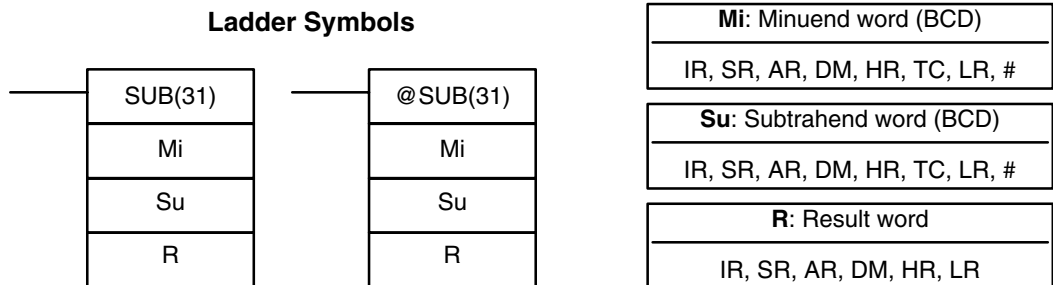 Ladder Symbols
SUB(31)
Mi
Su
R
@SUB(31)
Mi
Su
R
Mi: Minuend word (BCD)
IR, SR, AR, DM, HR, TC, LR, #
Su: Subtrahend word (BCD)
IR, SR, AR, DM, HR, TC, LR, #
R: Result word
IR, SR, AR, DM, HR, LR